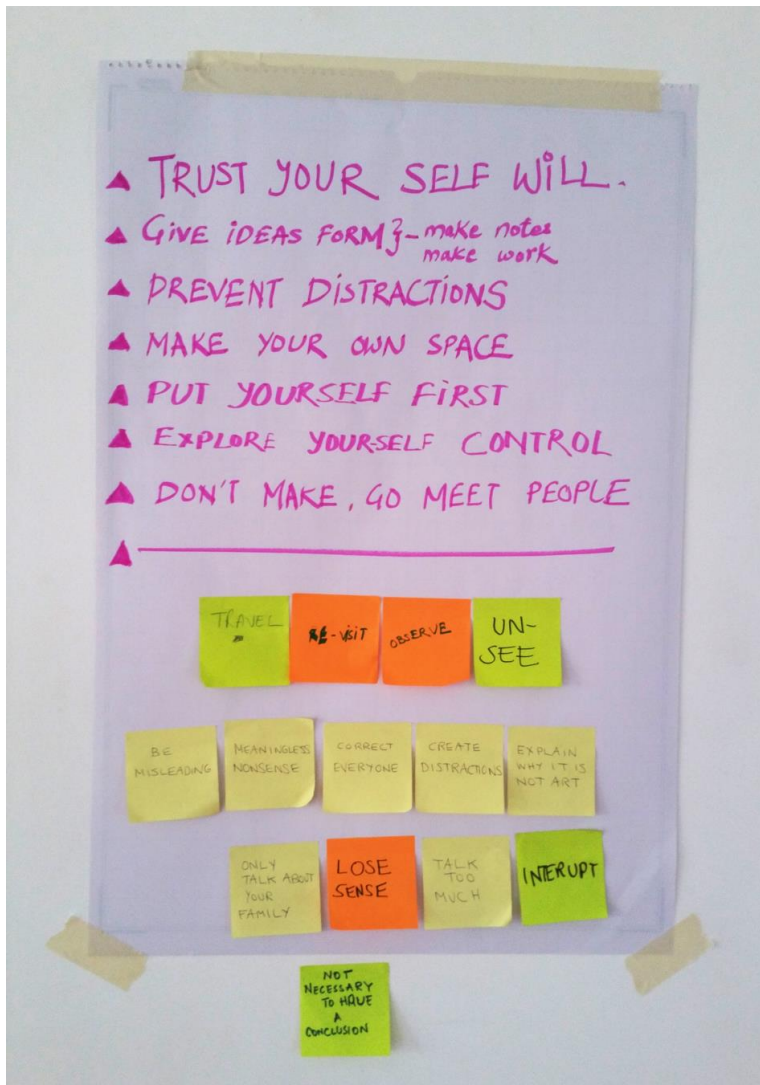 TRUST YOUR SELF WILL.
GIVE IDEAS FORM } - make notes
make work
PREVENT DISTRACTIONS
MAKE YOUR OWN SPACE
PUT YOURSELF FIRST
EXPLORE YOURSELF CONTROL
DON'T MAKE, GO MEET PEOPLE
TRAVEL
RE-VISIT
OBSERVE
UN-
SEE
BE
MISLEADING
MEANINGLESS
NONSENSE
CORRECT
EVERYONE
CREATE
DISTRACTIONS
EXPLAIN
WHY IT IS
NOT ART
ONLY
TALK ABOUT
YOUR
FAMILY
LOSE
SENSE
TALK
TOO
MUCH
INTERUPT
NOT
NECESSARY
TO HAVE
A
CONCLUSION